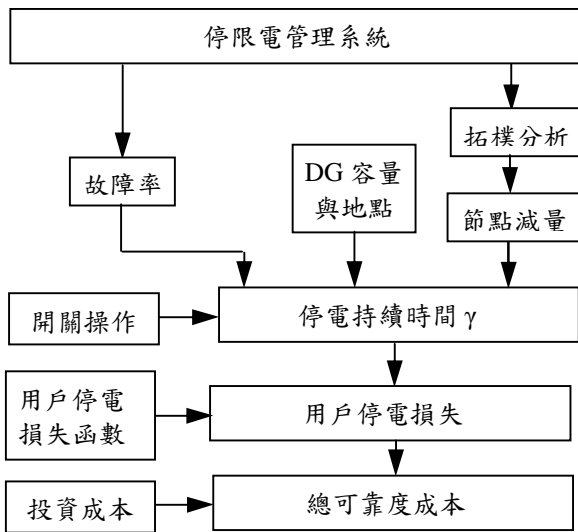 停限電管理系統
拓樸分析
故障率
DG 容量
與地點
節點減量
開關操作
停電持續時間 γ
用戶停電
損失函數
用戶停電損失
投資成本
總可靠度成本